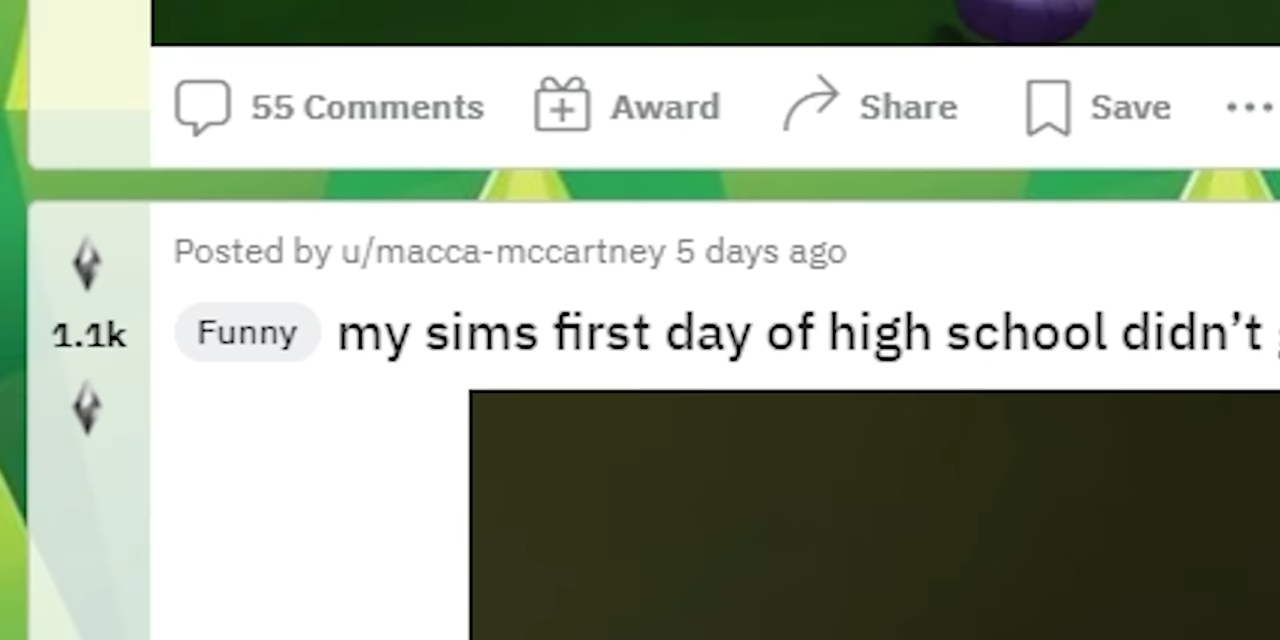 55 Comments Award Share Save
Posted by u/macca-mccartney 5 days ago
1.1k
Funny my sims first day of high school didn’t